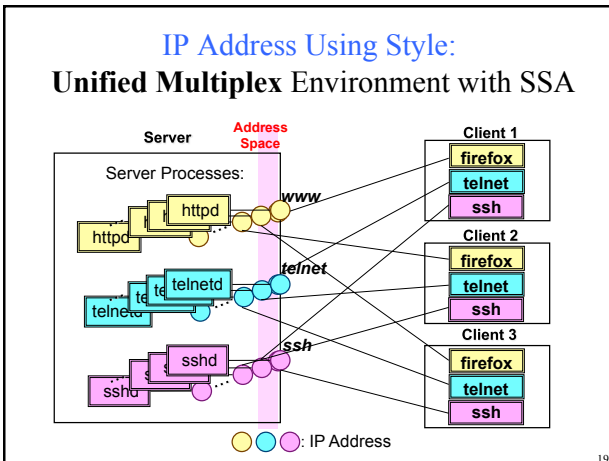 IP Address Using Style:
Unified Multiplex Environment with SSA
Server
Address
Space
Server Processes:
www
httpd
httpd
telnet
telnetd
telnetd
ssh
sshd
sshd
Client 1
firefox
telnet
ssh
Client 2
firefox
telnet
ssh
Client 3
firefox
telnet
ssh
: IP Address
19